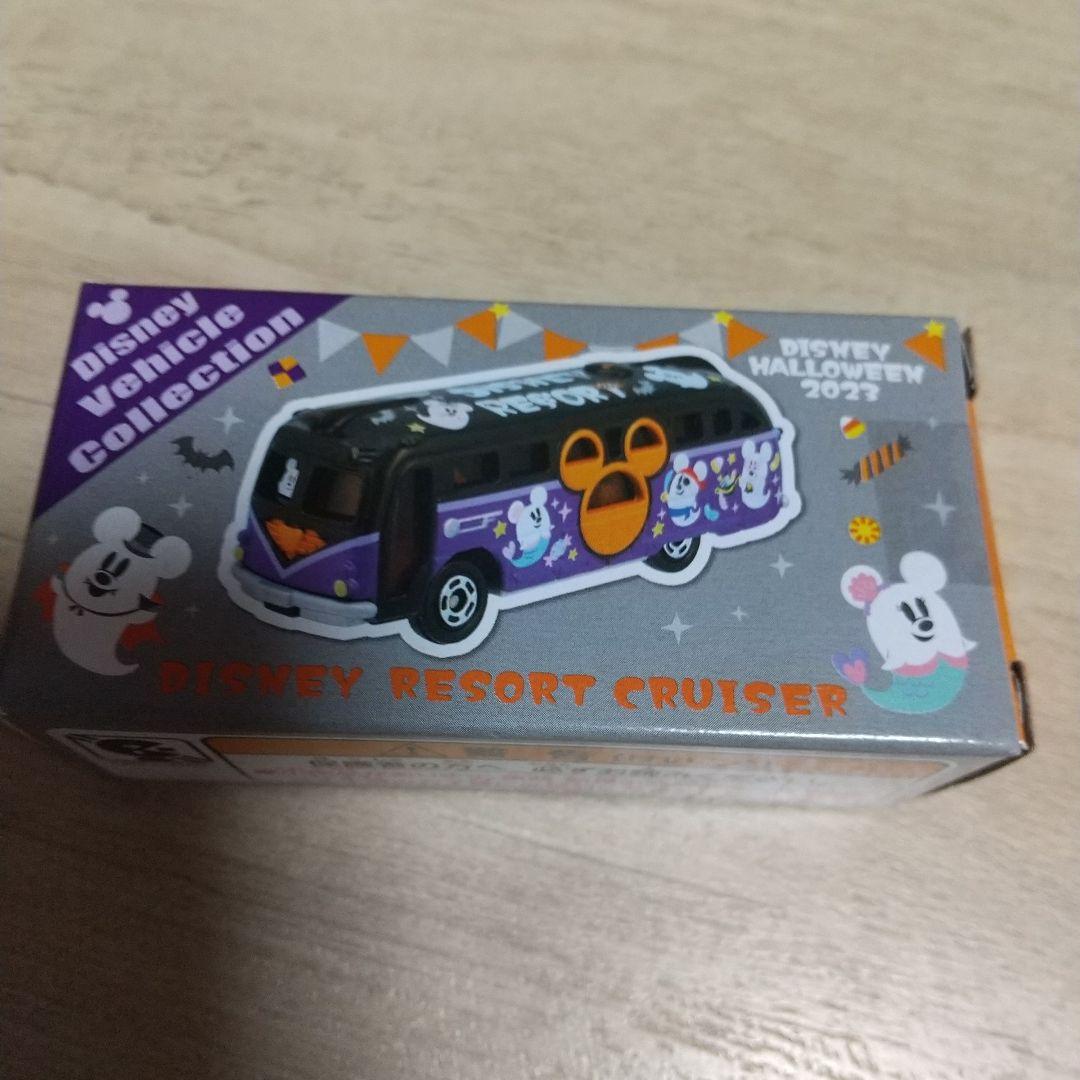 Disney
Vehicle
Collection
DISNEY
HALLOWEEN
2023
RESORT
DISNEY RESORT CRUISER